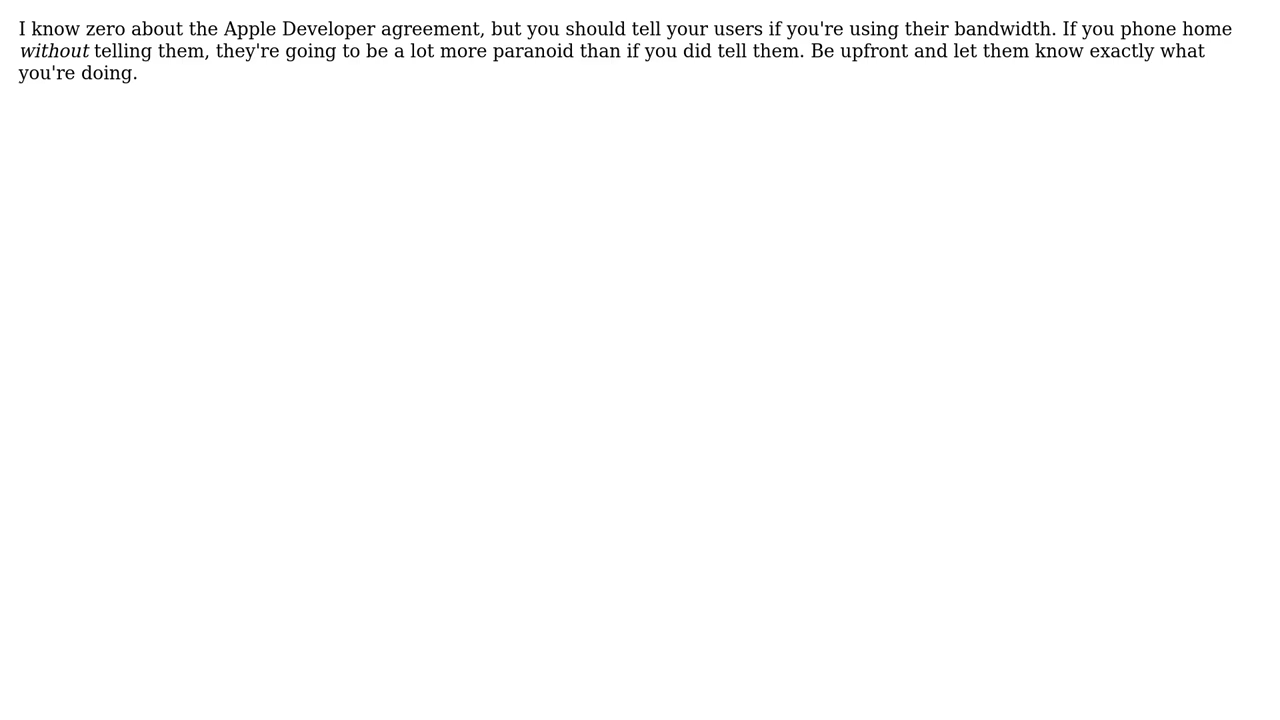 I know zero about the Apple Developer agreement, but you should tell your users if you're using their bandwidth. If you phone home
without telling them, they're going to be a lot more paranoid than if you did tell them. Be upfront and let them know exactly what
you're doing.